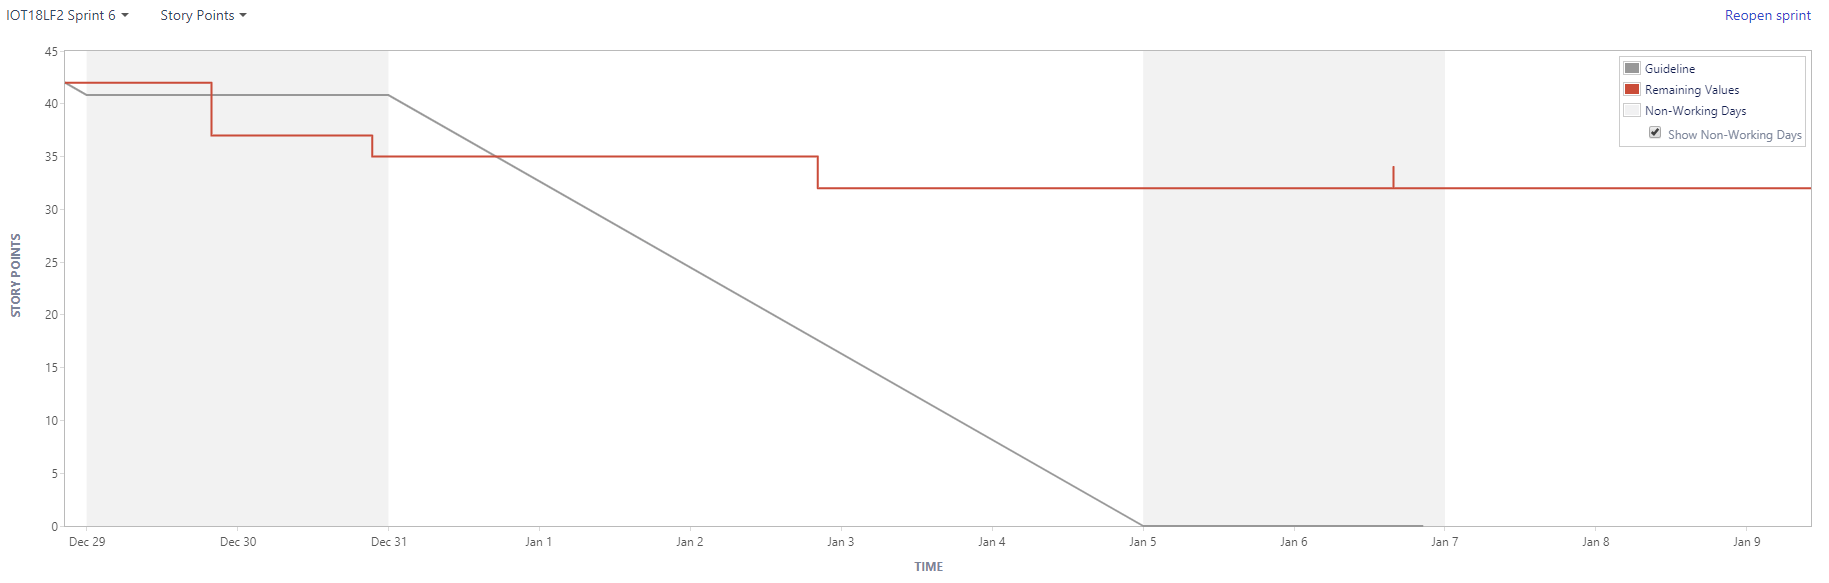 IOT18LF2 Sprint 6 Story Points Reopen sprint
Guideline
Remaining Values
Non-Working Days
Show Non-Working Days
STORY POINTS
45
40
35
30
25
20
15
10
5
0
Dec 29 Dec 30 Dec 31 Jan 1 Jan 2 Jan 3 Jan 4 Jan 5 Jan 6 Jan 7 Jan 8 Jan 9
TIME